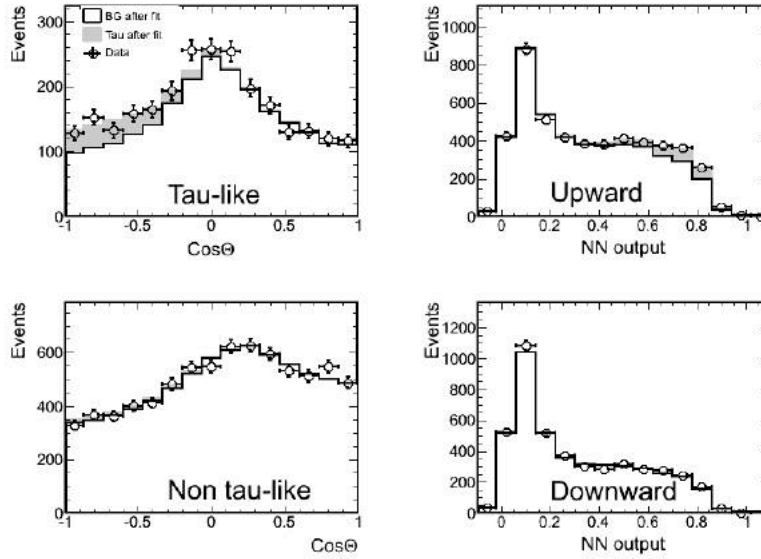 Events
300
200
100
0
BG after fit
Tau after fit
Data
Tau-like
-1 -0.5 0 0.5 1
CosΘ
Events
1000
800
600
400
200
0
Upward
0 0.2 0.4 0.6 0.8 1
NN output
Events
600
400
200
0
Non tau-like
-1 -0.5 0 0.5 1
CosΘ
Events
1200
1000
800
600
400
200
0
Downward
0 0.2 0.4 0.6 0.8 1
NN output